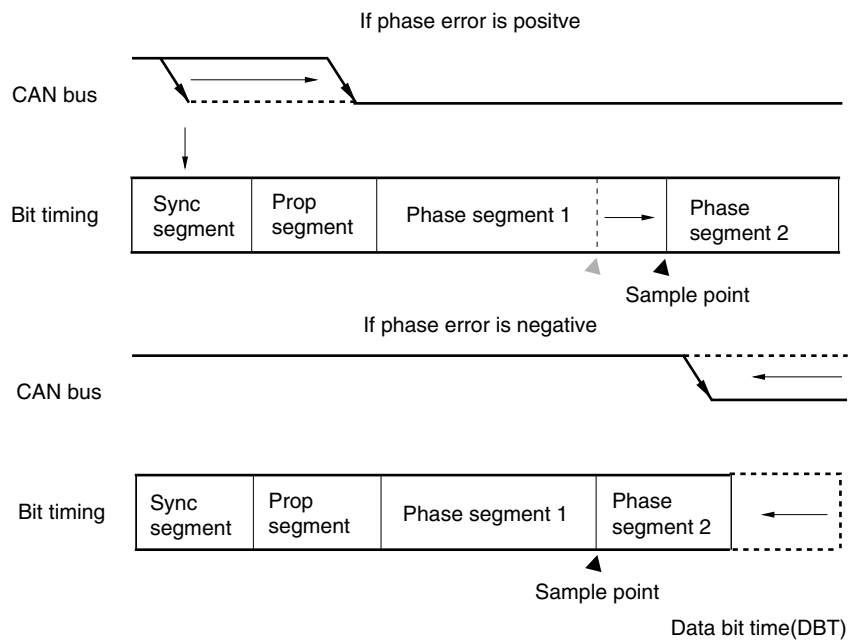 If phase error is positve
CAN bus
Bit timing
Sync
segment
Prop
segment
Phase segment 1
Phase
segment 2
Sample point
If phase error is negative
CAN bus
Bit timing
Sync
segment
Prop
segment
Phase segment 1
Phase
segment 2
Sample point
Data bit time(DBT)